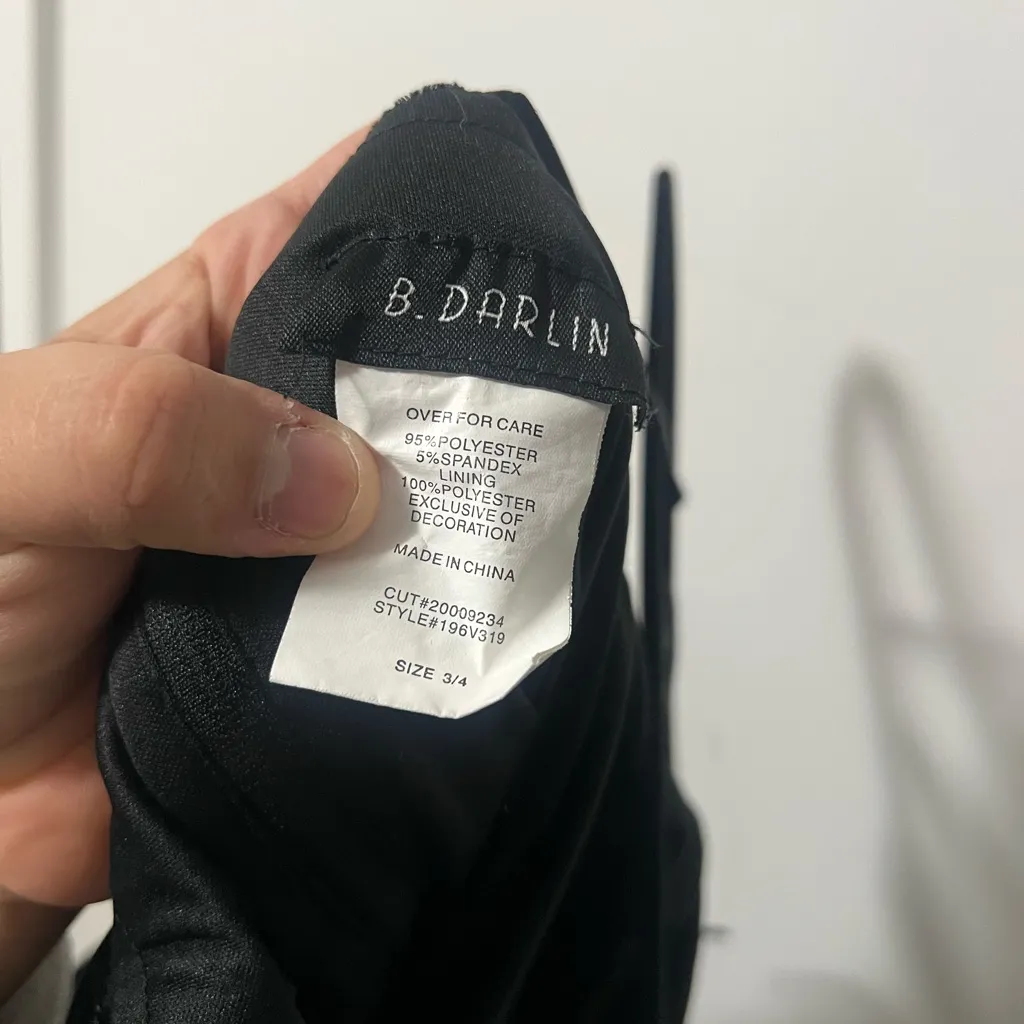 B.DARLIN
OVER FOR CARE
95%POLYESTER
5%SPANDEX
LINING
100%POLYESTER
EXCLUSIVE OF
DECORATION
MADE IN CHINA
CUT#20009234
STYLE#196V319
SIZE 3/4